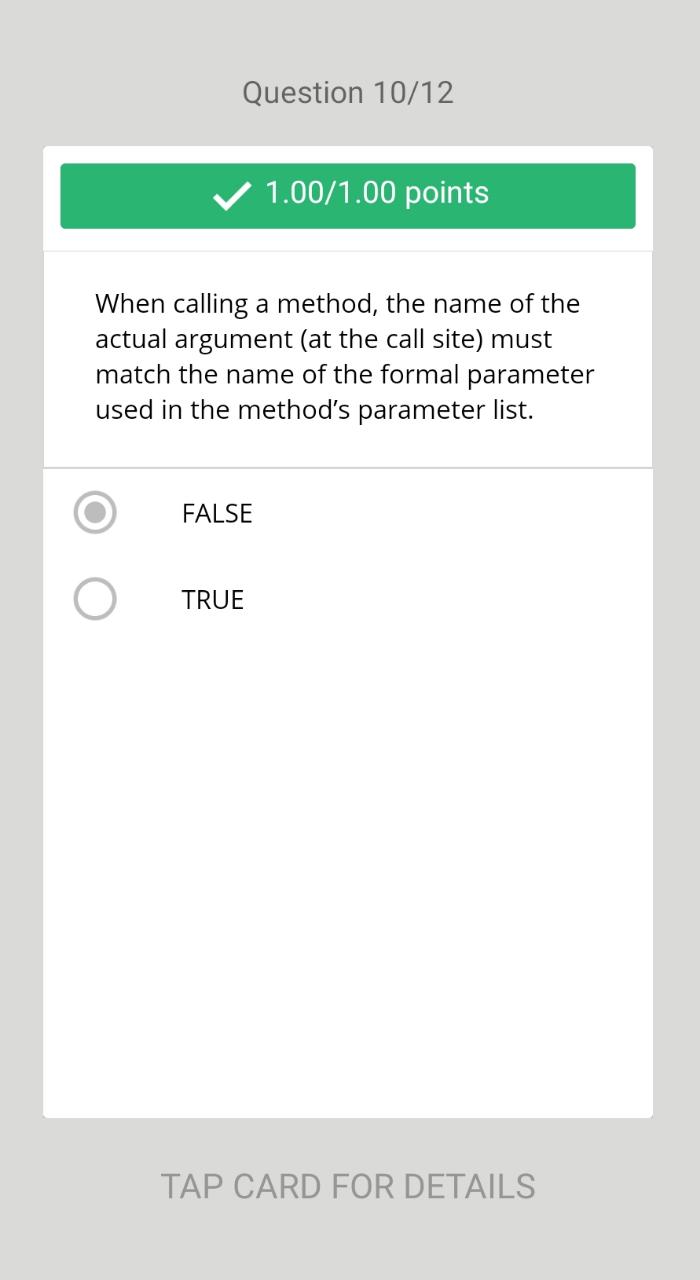 Question 10/12
1.00/1.00 points
When calling a method, the name of the
actual argument (at the call site) must
match the name of the formal parameter
used in the method’s parameter list.
FALSE
TRUE
TAP CARD FOR DETAILS